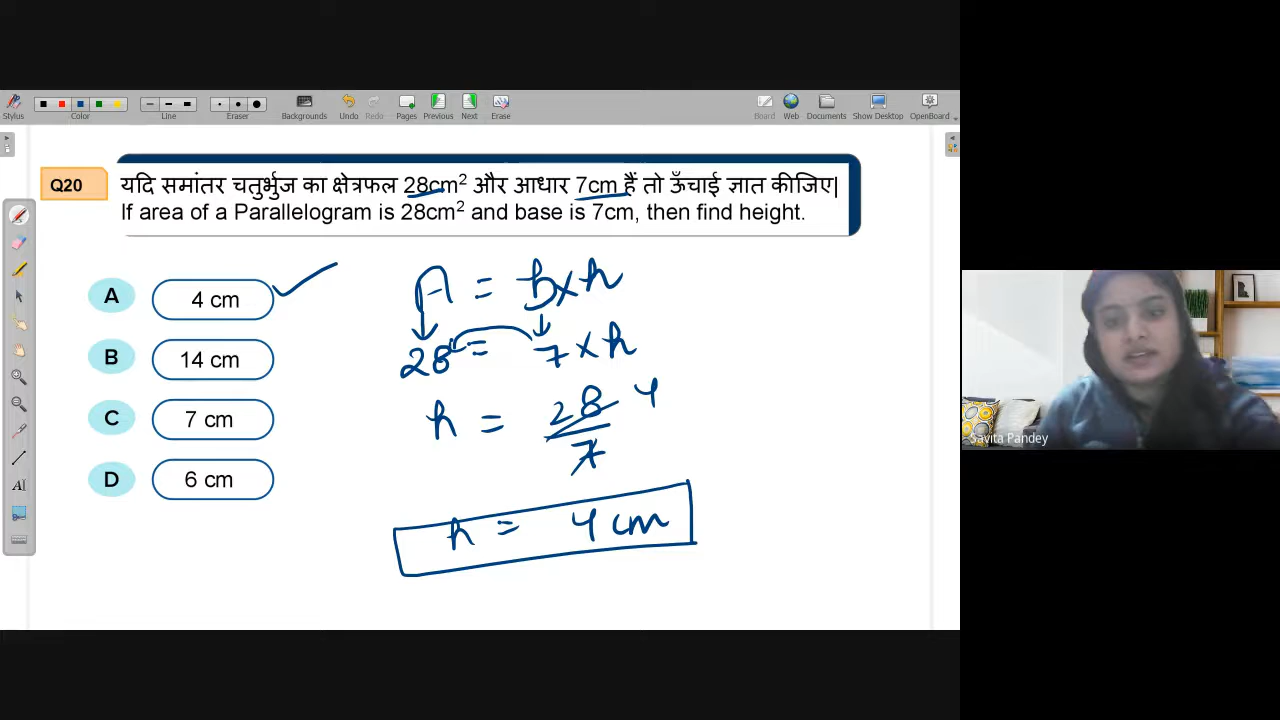 Stylus
Color
Line
Eraser
Backgrounds
Undo
Redo
Pages
Previous
Next
Erase
Board
Web
Documents
Show Desktop
OpenBoard
Q20
यदि समांतर चतुर्भुज का क्षेत्रफल 28cm² और आधार 7cm हैं तो ऊँचाई ज्ञात कीजिए|
If area of a Parallelogram is 28cm² and base is 7cm, then find height.
A 4 cm
B 14 cm
C 7 cm
D 6 cm
A = b × h
28 = 7 × h
h = 28/7 4
h = 4 cm
Savita Pandey